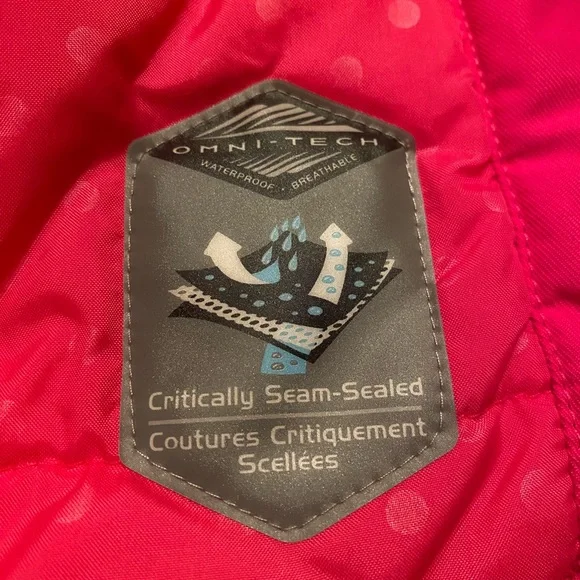 OMNI-TECH
WATERPROOF · BREATHABLE
Critically Seam-Sealed
Coutures Critiquement
Scellées